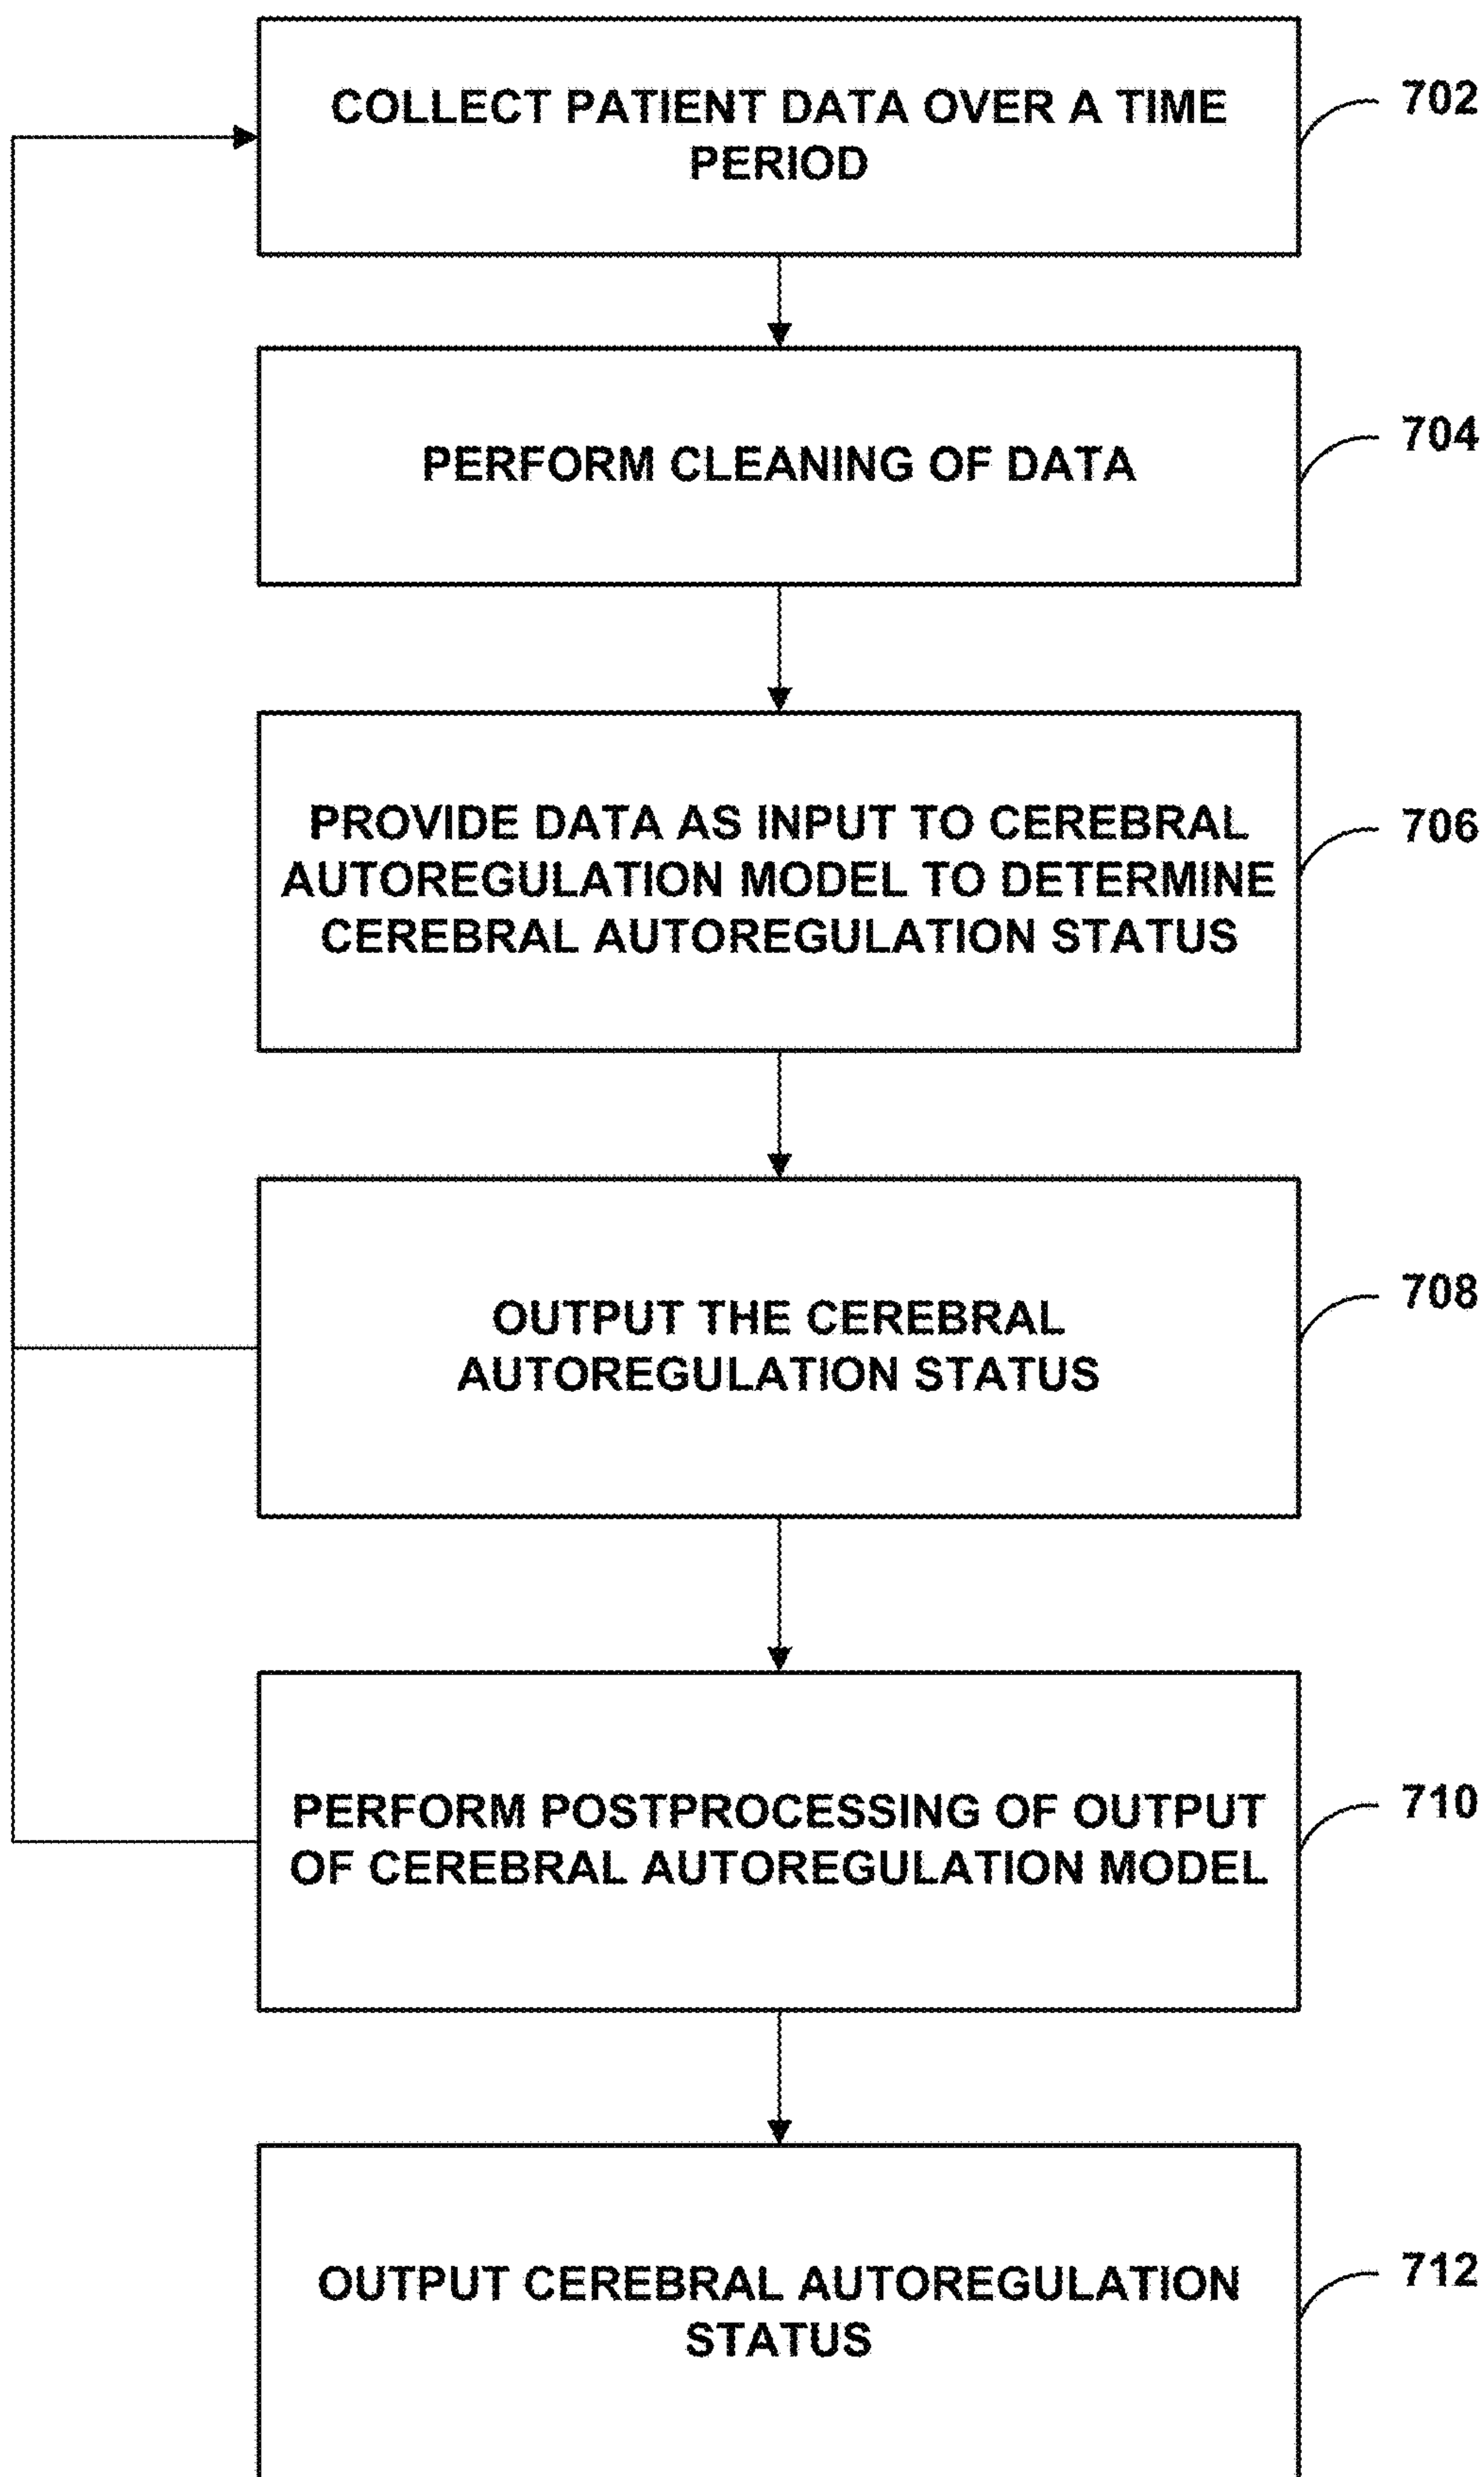 COLLECT PATIENT DATA OVER A TIME
PERIOD
702
PERFORM CLEANING OF DATA
704
PROVIDE DATA AS INPUT TO CEREBRAL
AUTOREGULATION MODEL TO DETERMINE
CEREBRAL AUTOREGULATION STATUS
706
OUTPUT THE CEREBRAL
AUTOREGULATION STATUS
708
PERFORM POSTPROCESSING OF OUTPUT
OF CEREBRAL AUTOREGULATION MODEL
710
OUTPUT CEREBRAL AUTOREGULATION
STATUS
712